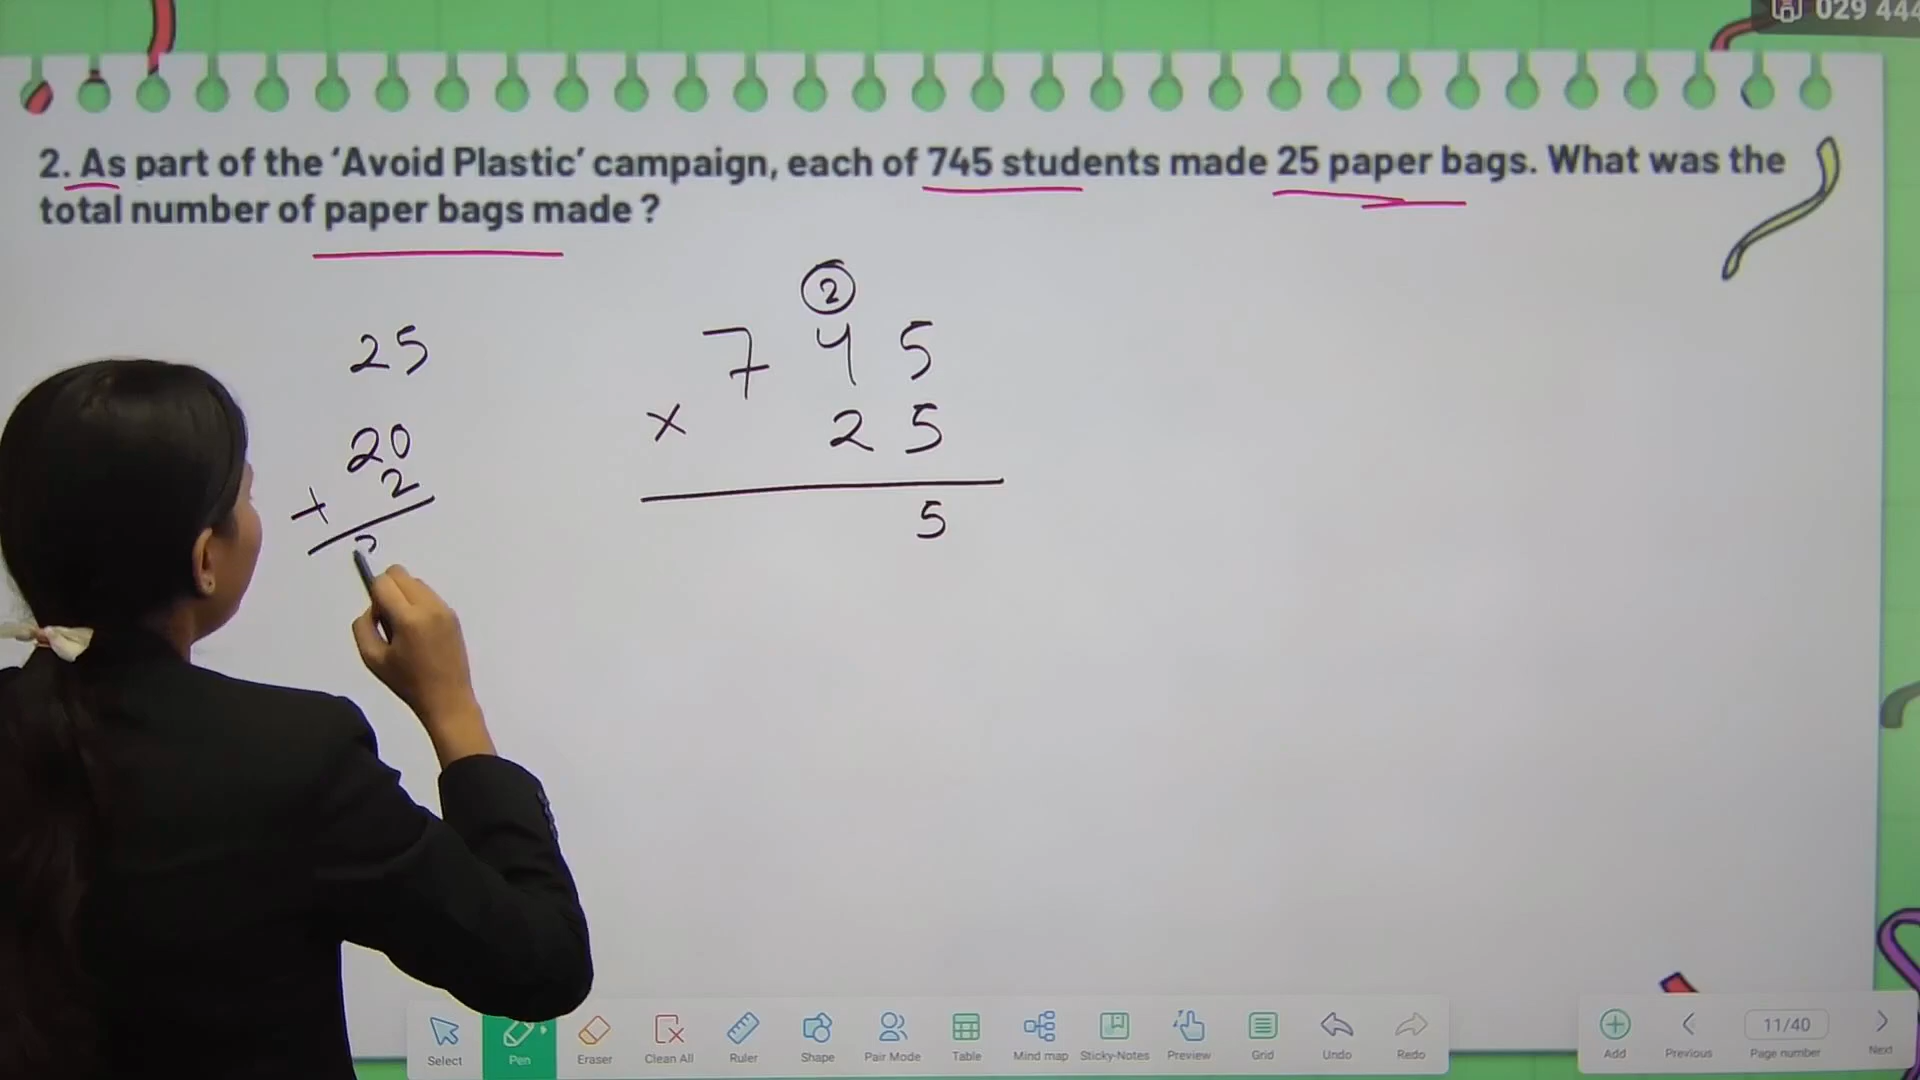 029 444
2. As part of the ‘Avoid Plastic’ campaign, each of 745 students made 25 paper bags. What was the
total number of paper bags made ?
2
25
7 4 5
20
× 2 5
+ 2
5
Select
Pen
Eraser
Clean All
Ruler
Shape
Pair Mode
Table
Mind map
Sticky-Notes
Preview
Grid
Undo
Redo
Add
Previous
11/40
Page number
Next